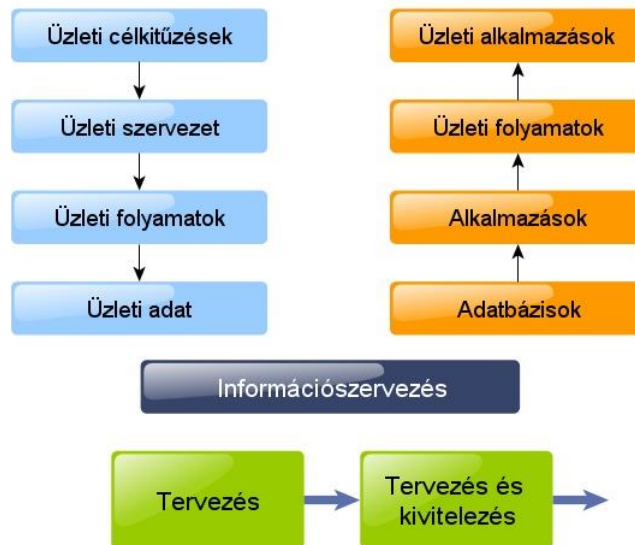 Üzleti célkitűzések
Üzleti szervezet
Üzleti folyamatok
Üzleti adat
Üzleti alkalmazások
Üzleti folyamatok
Alkalmazások
Adatbázisok
Információszervezés
Tervezés
Tervezés és
kivitelezés